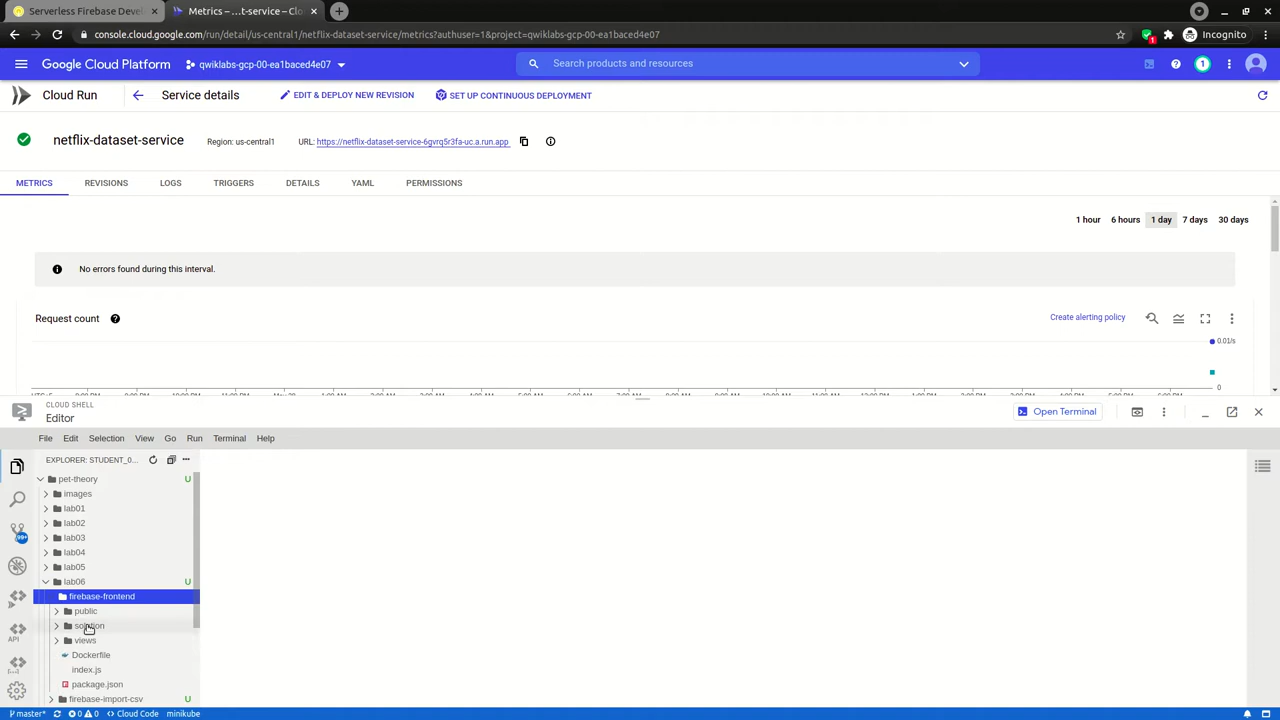 Serverless Firebase Devel
Metrics – …t-service – Clo
console.cloud.google.com/run/detail/us-central1/netflix-dataset-service/metrics?authuser=1&project=qwiklabs-gcp-00-ea1baced4e07
1
Incognito
Google Cloud Platform
qwiklabs-gcp-00-ea1baced4e07
Search products and resources
1
Cloud Run
Service details
EDIT & DEPLOY NEW REVISION
SET UP CONTINUOUS DEPLOYMENT
netflix-dataset-service
Region: us-central1
URL: https://netflix-dataset-service-6gvrq5r3fa-uc.a.run.app
METRICS
REVISIONS
LOGS
TRIGGERS
DETAILS
YAML
PERMISSIONS
1 hour
6 hours
1 day
7 days
30 days
No errors found during this interval.
Request count
Create alerting policy
0.01/s
0
CLOUD SHELL
Editor
Open Terminal
File
Edit
Selection
View
Go
Run
Terminal
Help
EXPLORER: STUDENT_0...
pet-theory U
images
lab01
lab02
lab03
lab04
lab05
lab06 U
firebase-frontend
public
solution
views
Dockerfile
index.js
package.json
firebase-import-csv U
99+
API
master*
0
0
Cloud Code
minikube